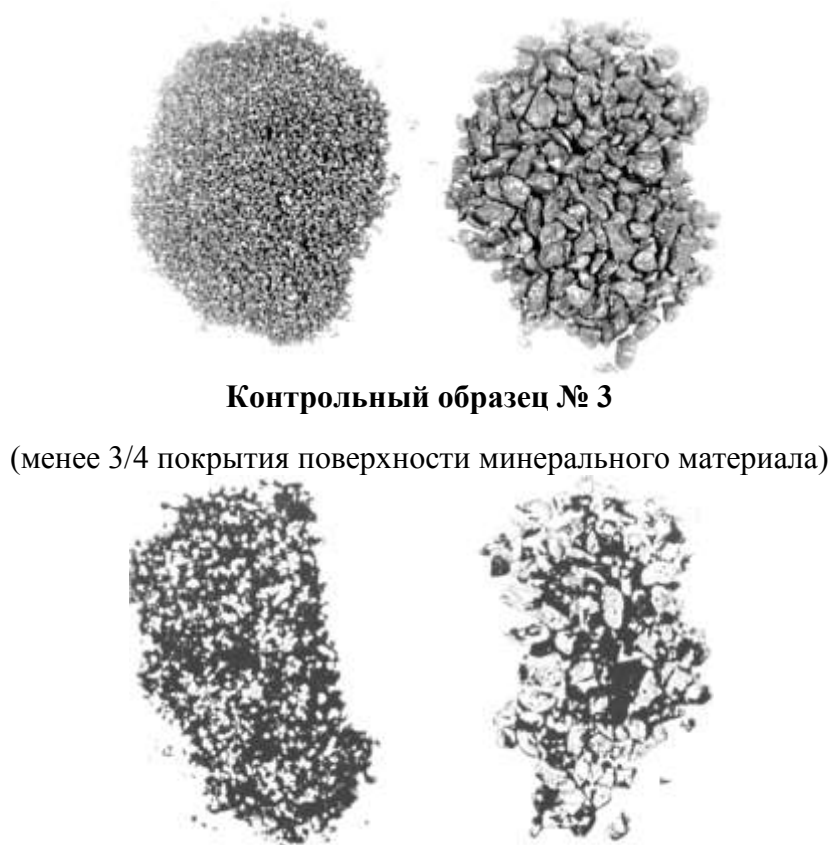 Контрольный образец № 3
(менее 3/4 покрытия поверхности минерального материала)